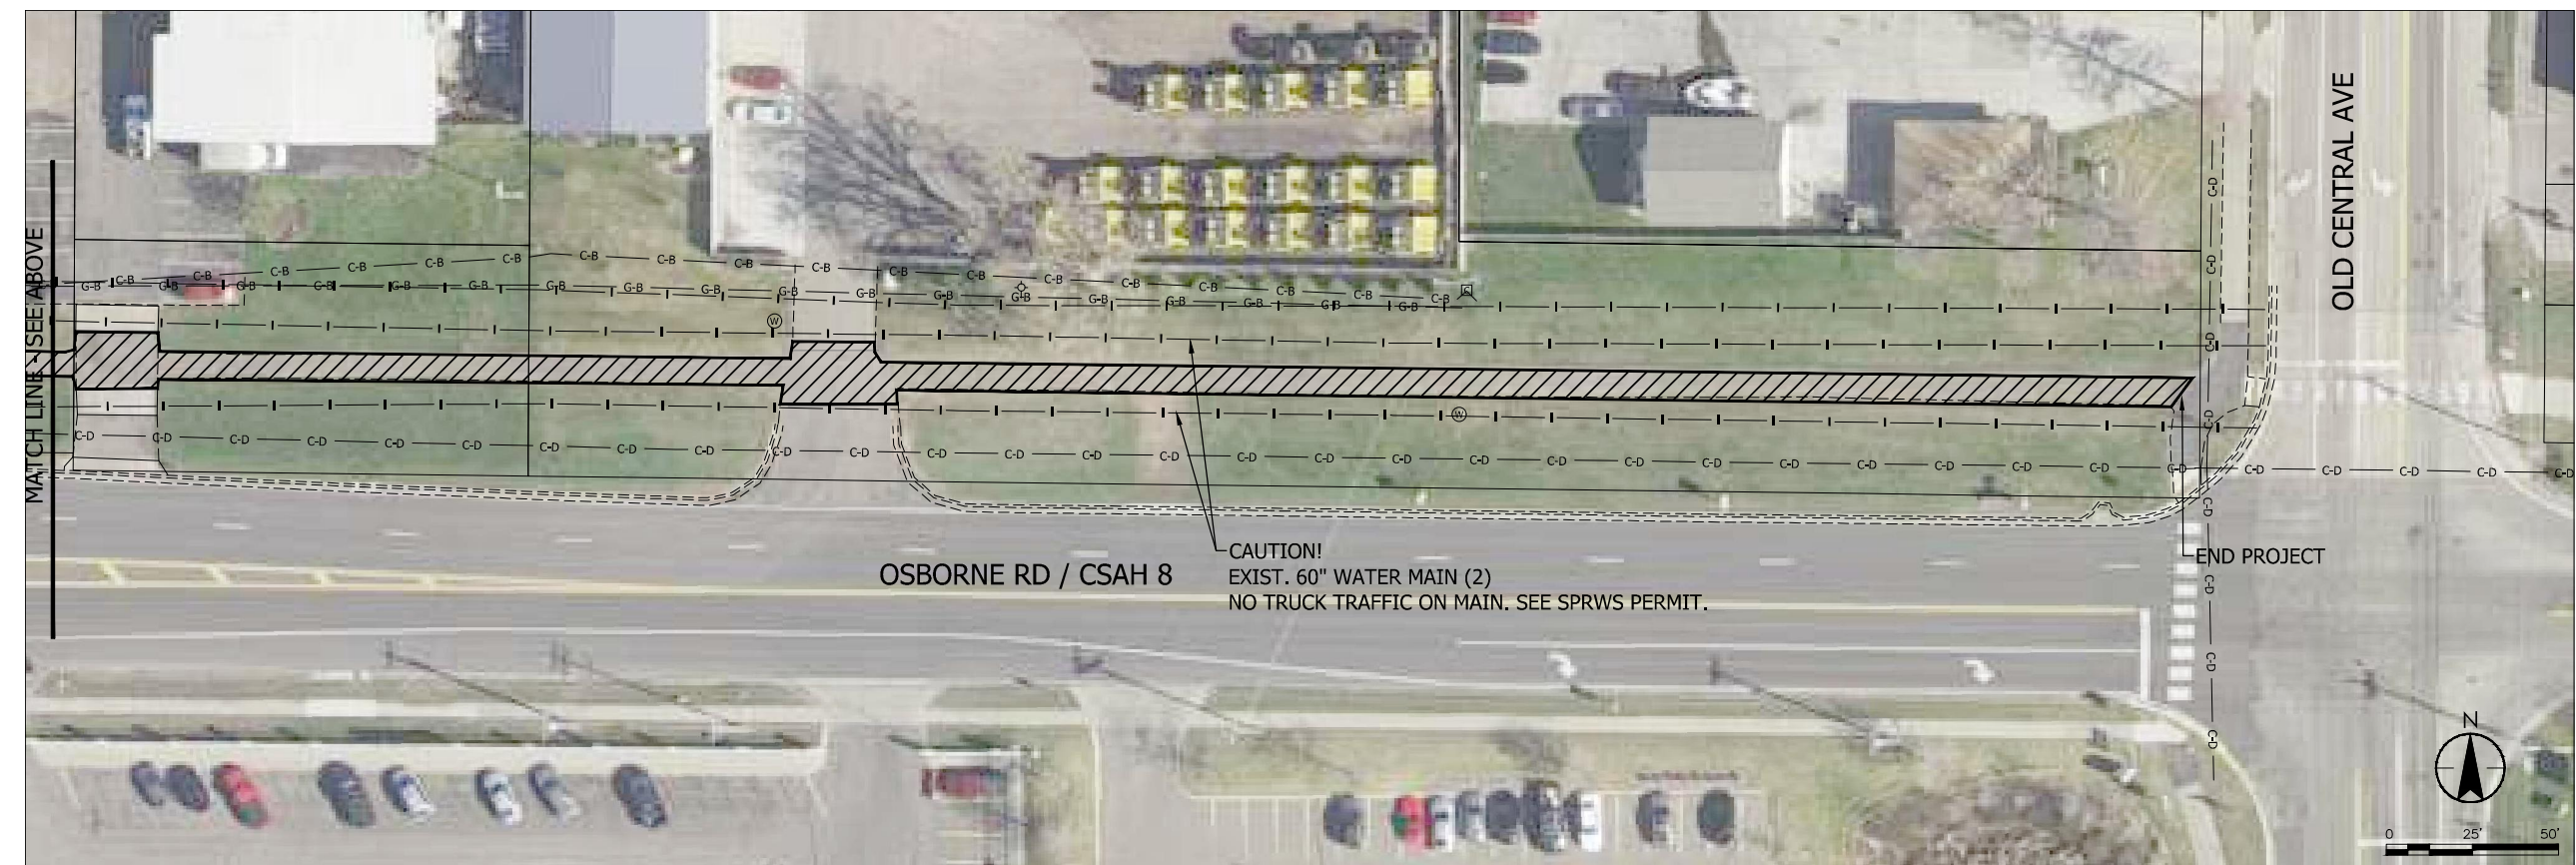 OLD CENTRAL AVE
MATCH LINE - SEE ABOVE
C-B C-B C-B C-B C-B C-B C-B C-B C-B C-B C-B C-B C-B C-B C-B C-B C-B C-B
G-B G-B G-B G-B G-B G-B G-B G-B G-B G-B G-B G-B G-B G-B G-B G-B G-B
W
G
W
C-D C-D C-D C-D C-D C-D C-D C-D C-D C-D C-D C-D C-D C-D C-D C-D C-D C-D C-D C-D C-D C-D C-D C-D C-D C-D C-D C-D C-D C-D C-D C-D C-D
C-D
C-D
C-D
C-D
C-D
C-D
C-D
C-D
CAUTION!
EXIST. 60" WATER MAIN (2)
NO TRUCK TRAFFIC ON MAIN. SEE SPRWS PERMIT.
OSBORNE RD / CSAH 8
END PROJECT
N
0 25' 50'